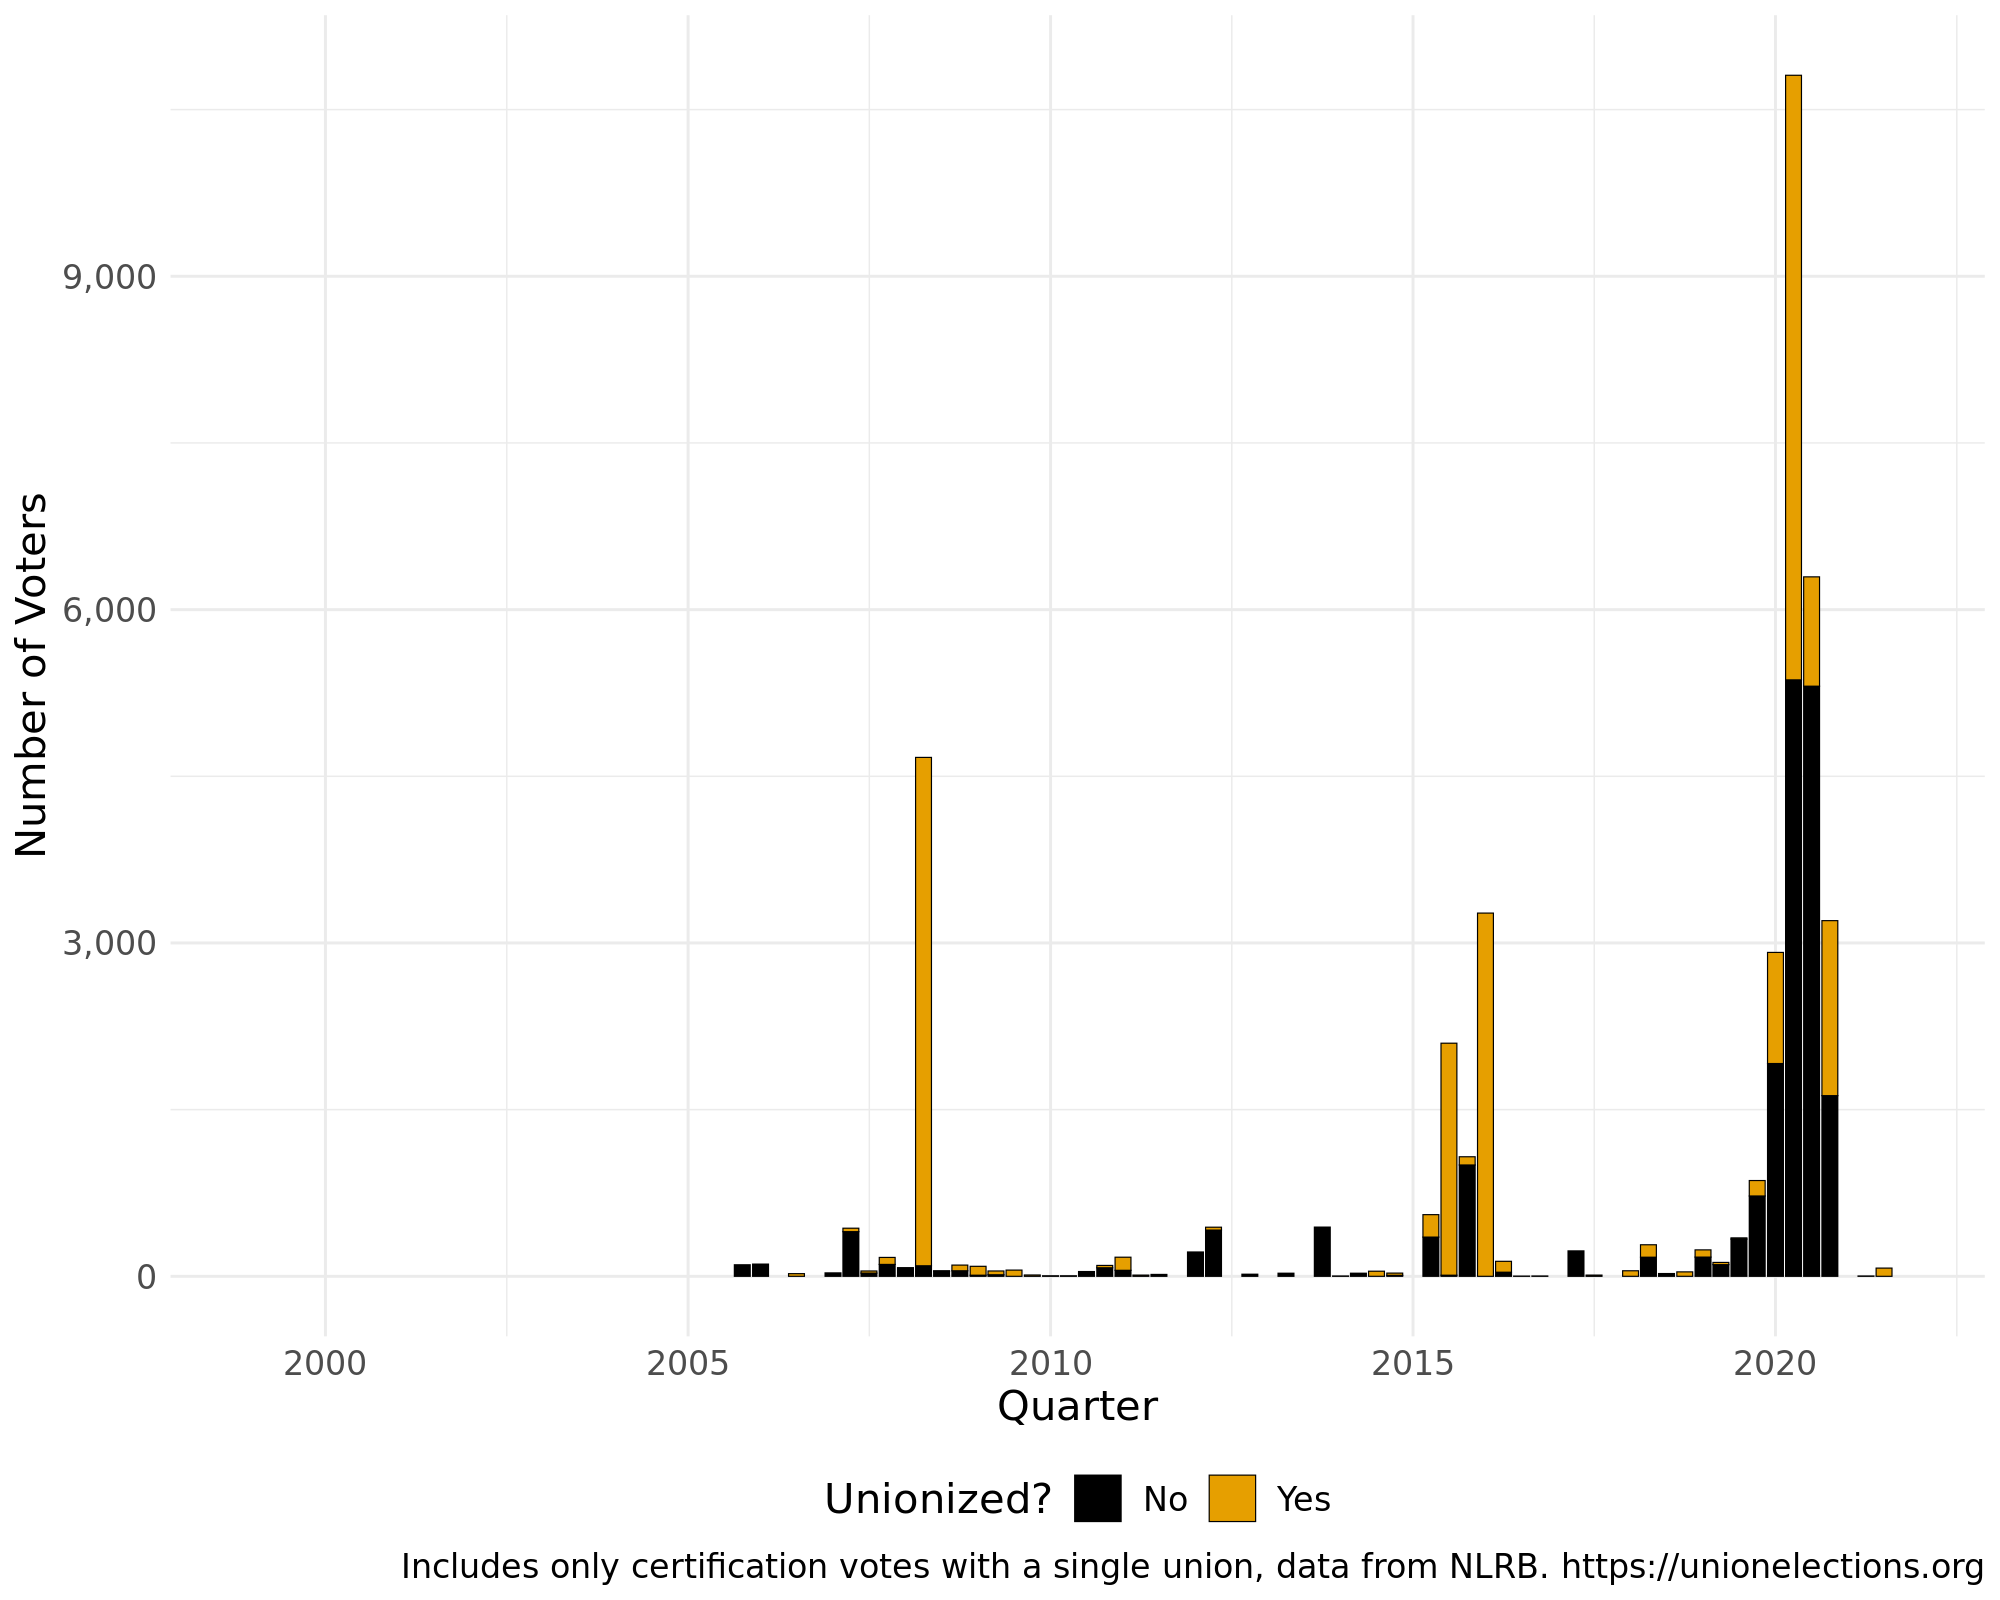 Number of Voters
9,000
6,000
3,000
0
2000 2005 2010 2015 2020
Quarter
Unionized? No Yes
Includes only certification votes with a single union, data from NLRB. https://unionelections.org